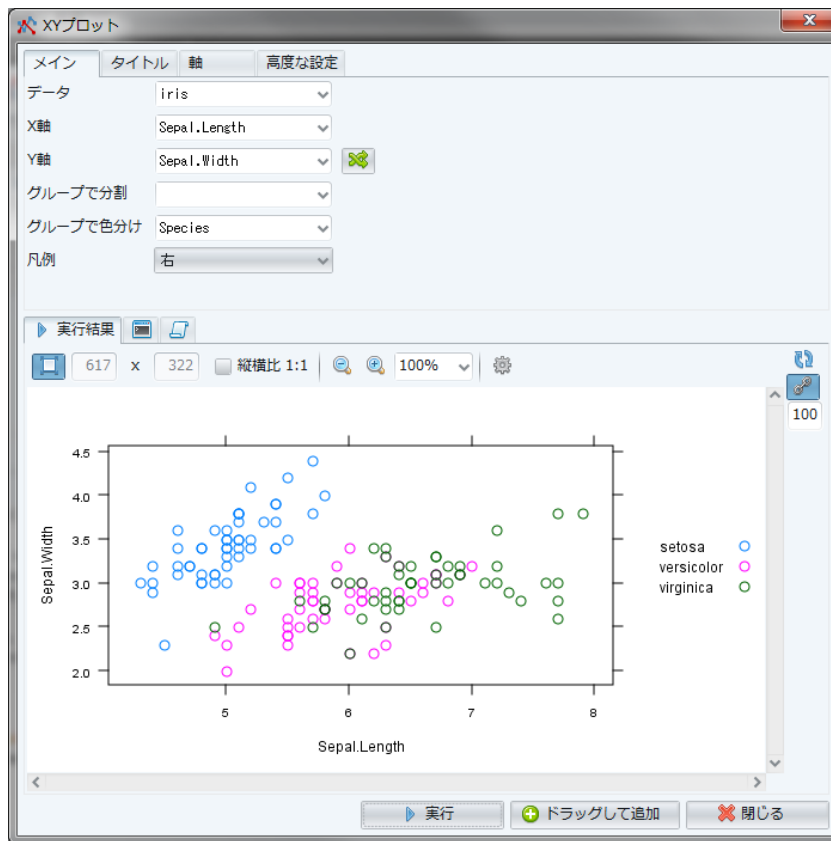 XYプロット
メイン タイトル 軸 高度な設定
データ iris
X軸 Sepal.Length
Y軸 Sepal.Width
グループで分割
グループで色分け Species
凡例 右
実行結果
617 x 322 縦横比 1:1 100%
100
4.5
4.0
3.5
3.0
2.5
2.0
Sepal.Width
5 6 7 8
Sepal.Length
setosa
versicolor
virginica
実行 ドラッグして追加 閉じる